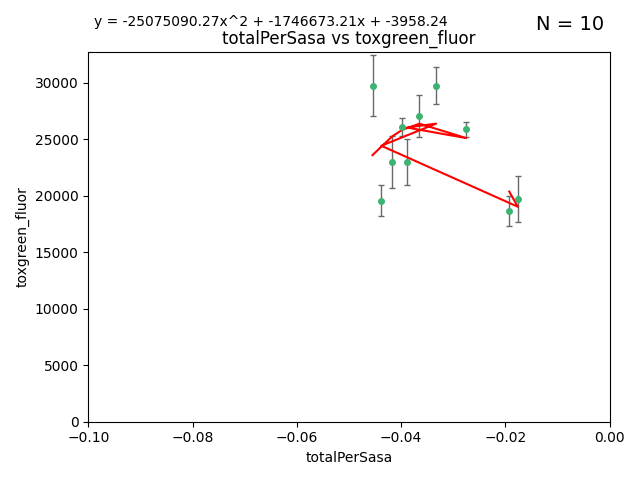 y = -25075090.27x^2 + -1746673.21x + -3958.24
N = 10
totalPerSasa vs toxgreen_fluor
toxgreen_fluor
30000
25000
20000
15000
10000
5000
0
−0.10
−0.08
−0.06
−0.04
−0.02
0.00
totalPerSasa